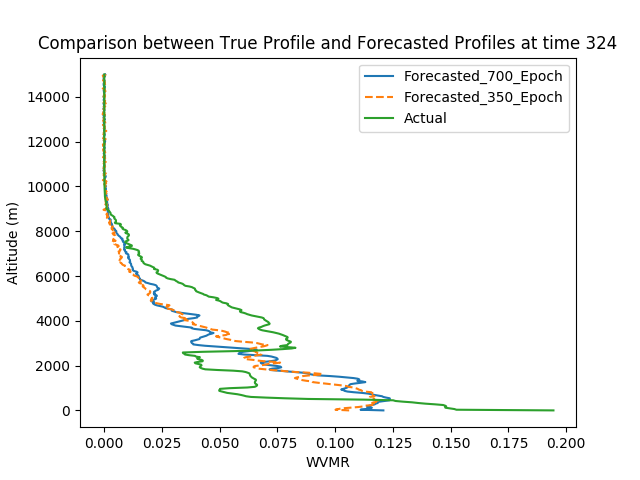 Comparison between True Profile and Forecasted Profiles at time 324
Forecasted_700_Epoch
Forecasted_350_Epoch
Actual
14000
12000
10000
8000
6000
4000
2000
0
Altitude (m)
0.000 0.025 0.050 0.075 0.100 0.125 0.150 0.175 0.200
WVMR